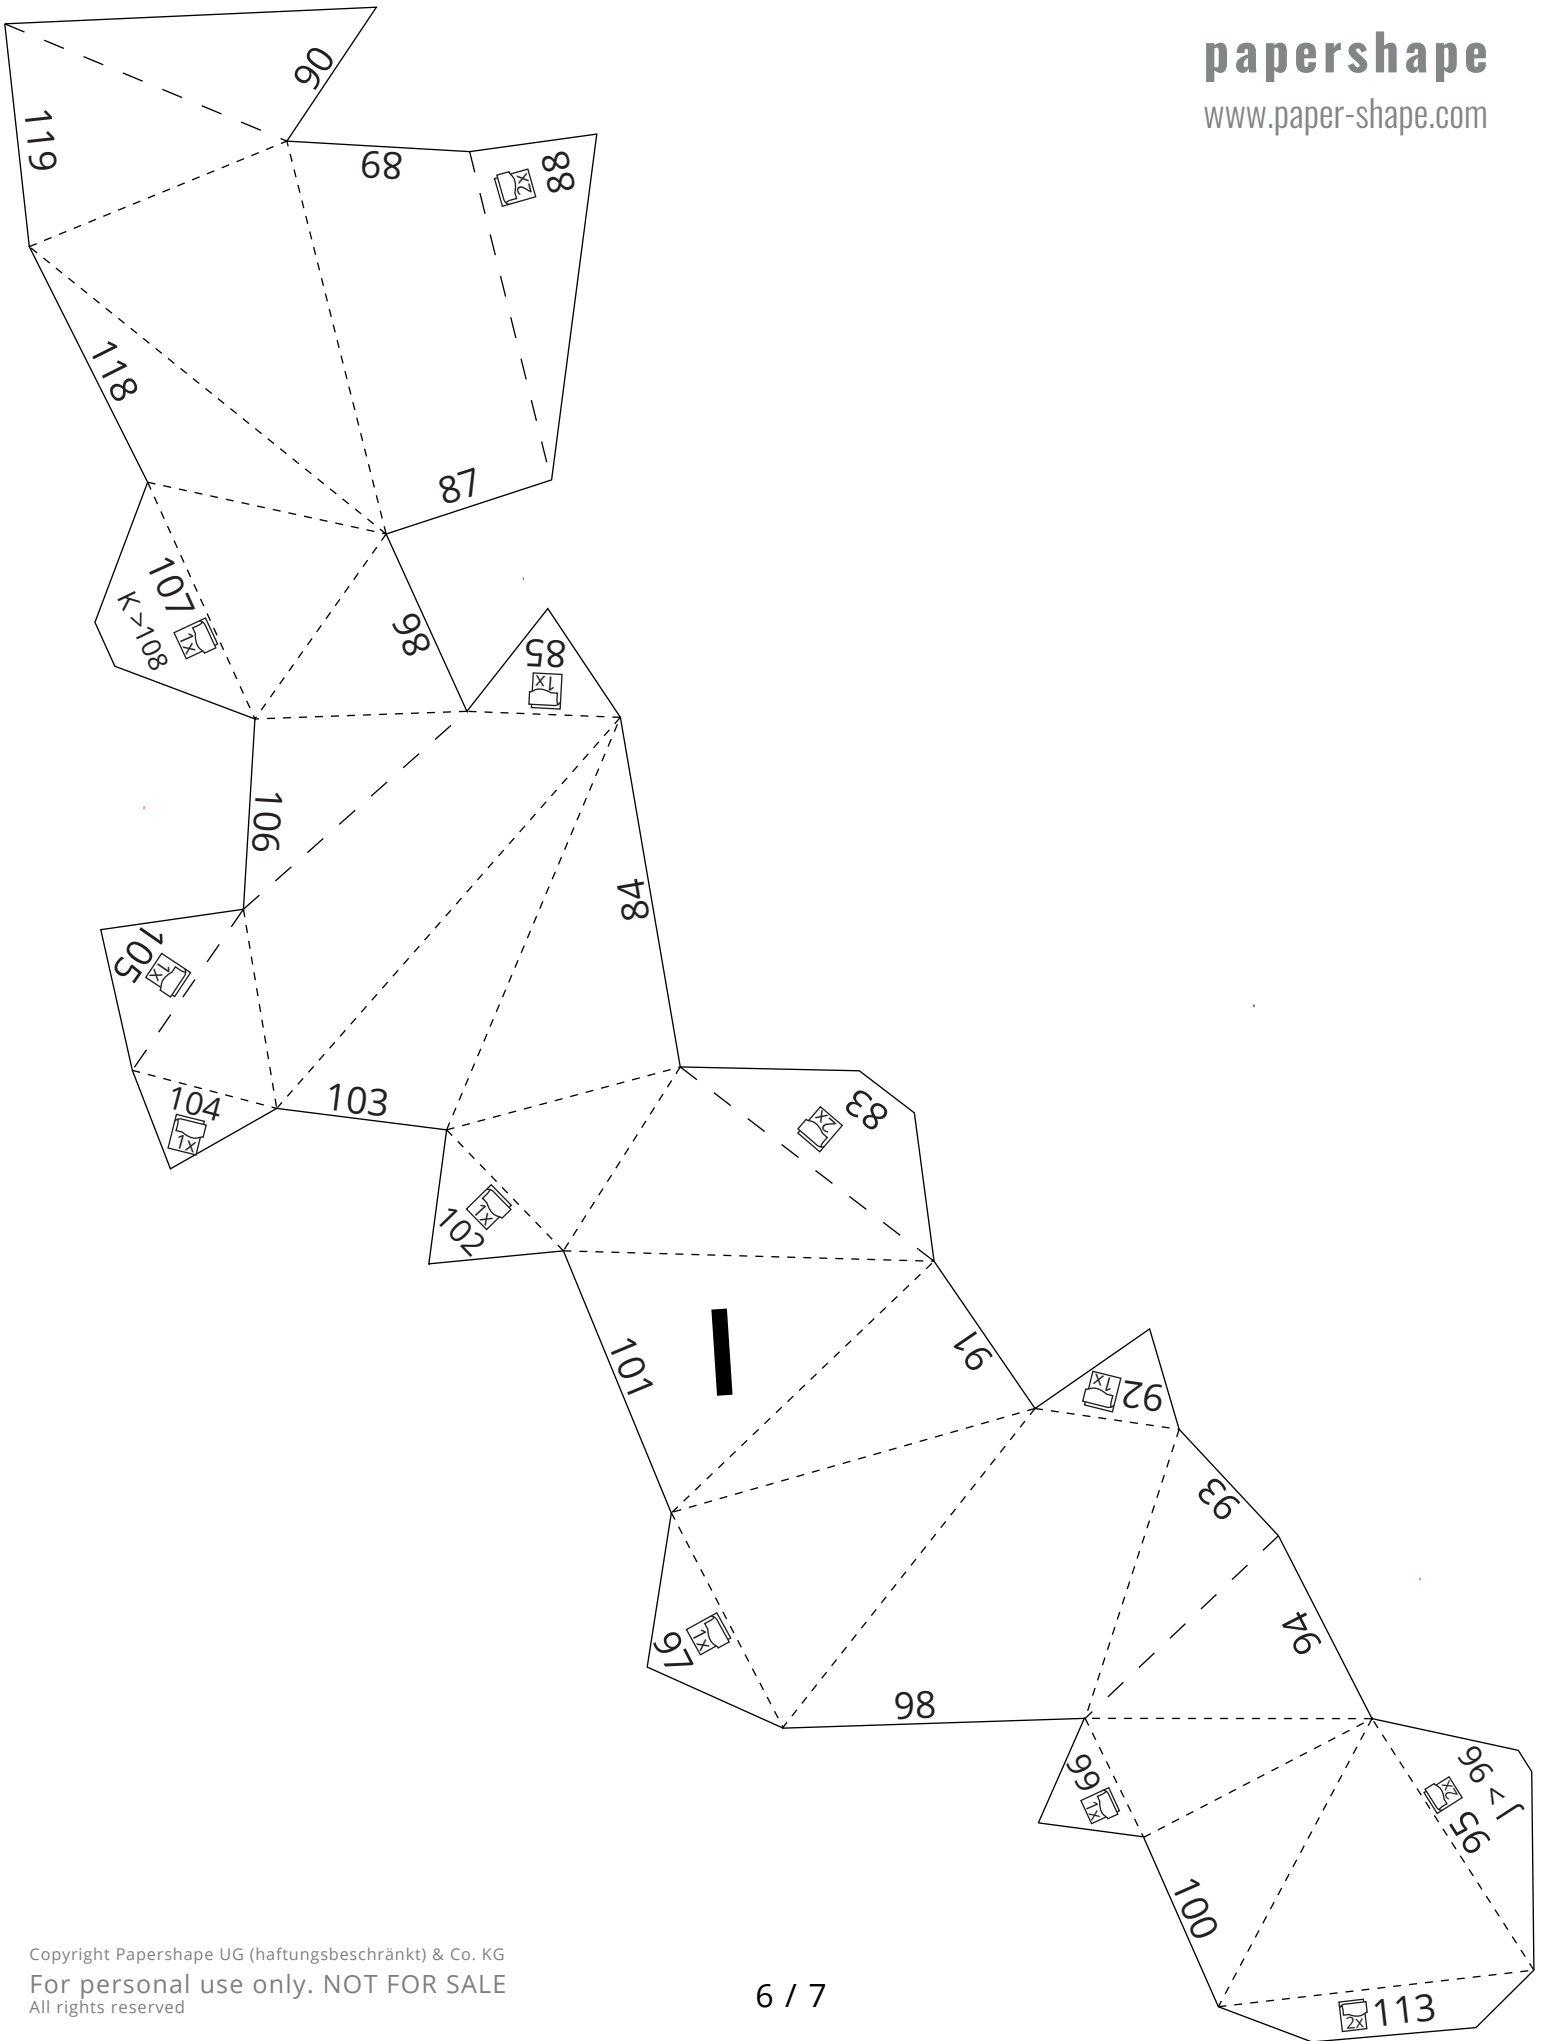 papershape
www.paper-shape.com
90
119
89
88
2x
118
87
107
1x
K >108
86
85
1x
106
84
105
1x
104
1x
103
83
2x
102
1x
I
101
91
92
1x
93
94
97
1x
98
99
1x
J > 96
95
2x
100
113
2x
Copyright Papershape UG (haftungsbeschränkt) & Co. KG
For personal use only. NOT FOR SALE
All rights reserved
6 / 7